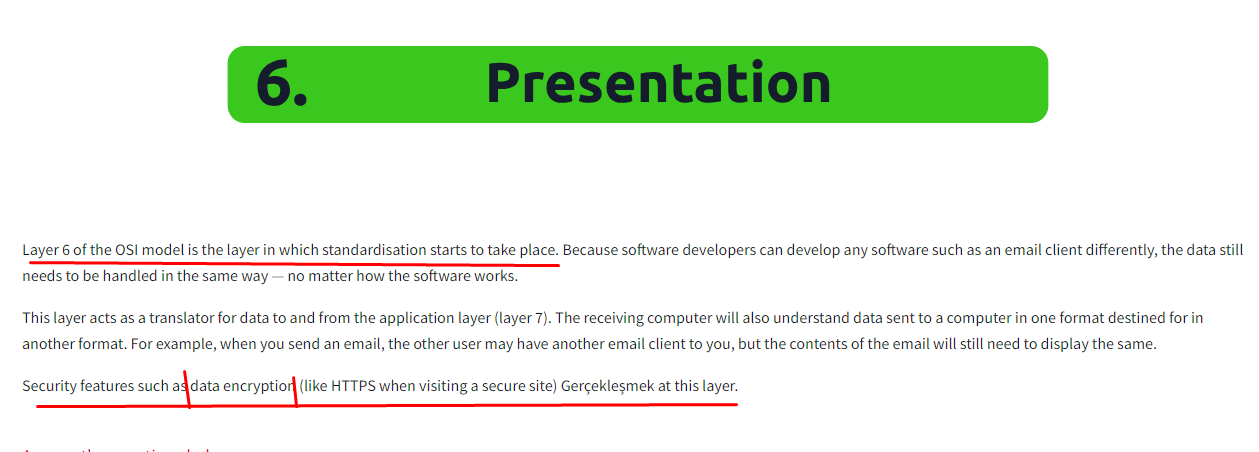 6. Presentation
Layer 6 of the OSI model is the layer in which standardisation starts to take place. Because software developers can develop any software such as an email client differently, the data still
needs to be handled in the same way — no matter how the software works.
This layer acts as a translator for data to and from the application layer (layer 7). The receiving computer will also understand data sent to a computer in one format destined for in
another format. For example, when you send an email, the other user may have another email client to you, but the contents of the email will still need to display the same.
Security features such as data encryption (like HTTPS when visiting a secure site) Gerçekleşmek at this layer.